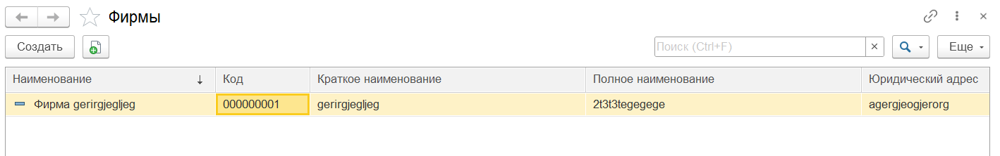 Фирмы
Создать Поиск (Ctrl+F) Еще
Наименование Код Краткое наименование Полное наименование Юридический адрес
Фирма gerirgjegljeg 000000001 gerirgjegljeg 2t3t3tegegege agergjeogjerorg